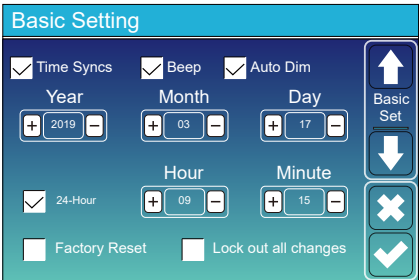 Basic Setting
Time Syncs Beep Auto Dim
Year Month Day
+ 2019 − + 03 − + 17 −
Basic
Set
Hour Minute
24-Hour + 09 − + 15 −
Factory Reset Lock out all changes